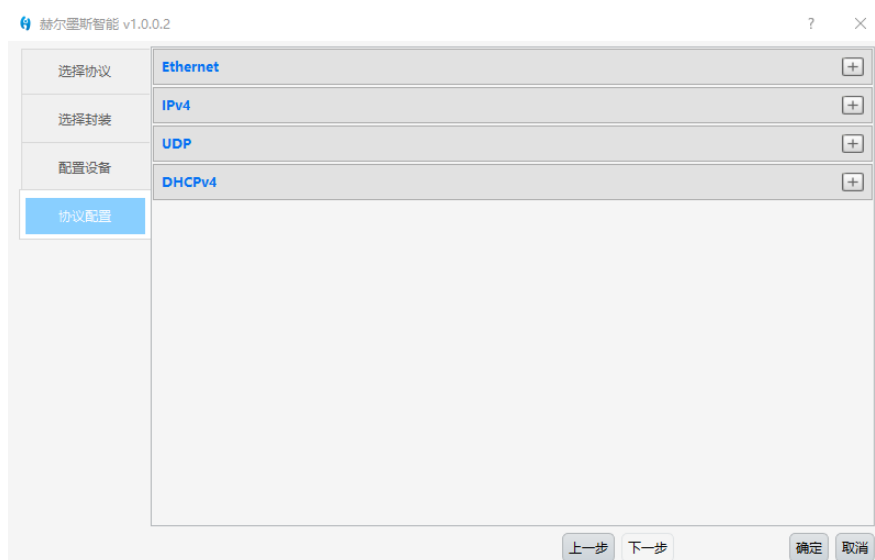 赫尔墨斯智能 v1.0.0.2
选择协议
选择封装
配置设备
协议配置
Ethernet
IPv4
UDP
DHCPv4
上一步 下一步 确定 取消